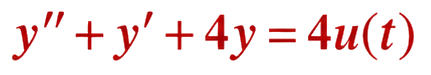 y″ + y′ + 4y = 4u(t)